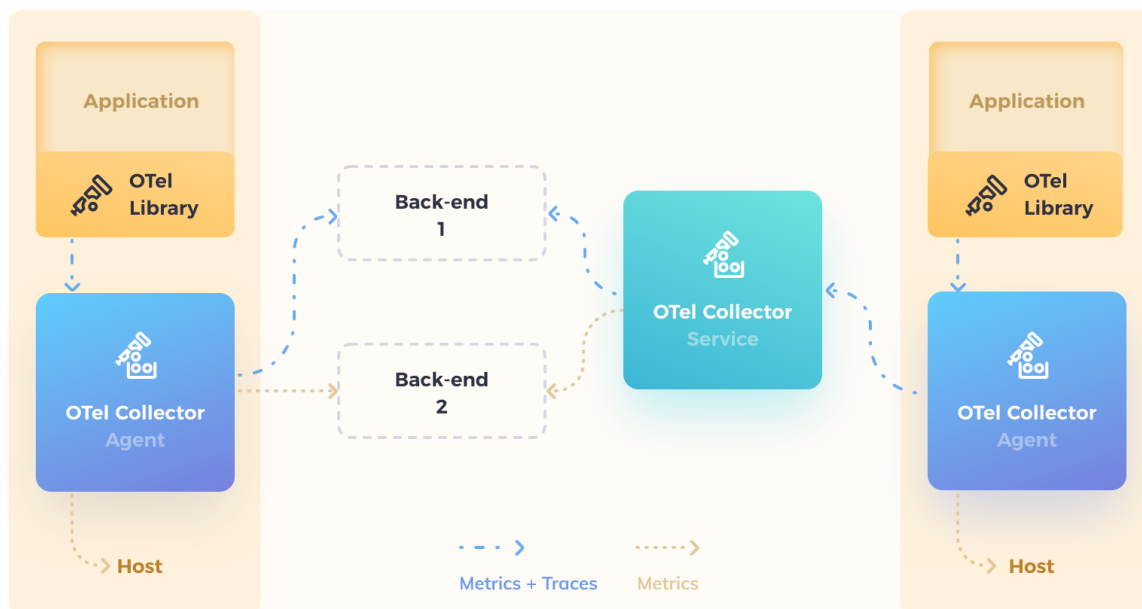 Application
OTel
Library
OTel Collector
Agent
Host
Back-end
1
Back-end
2
OTel Collector
Service
Application
OTel
Library
OTel Collector
Agent
Host
Metrics + Traces
Metrics